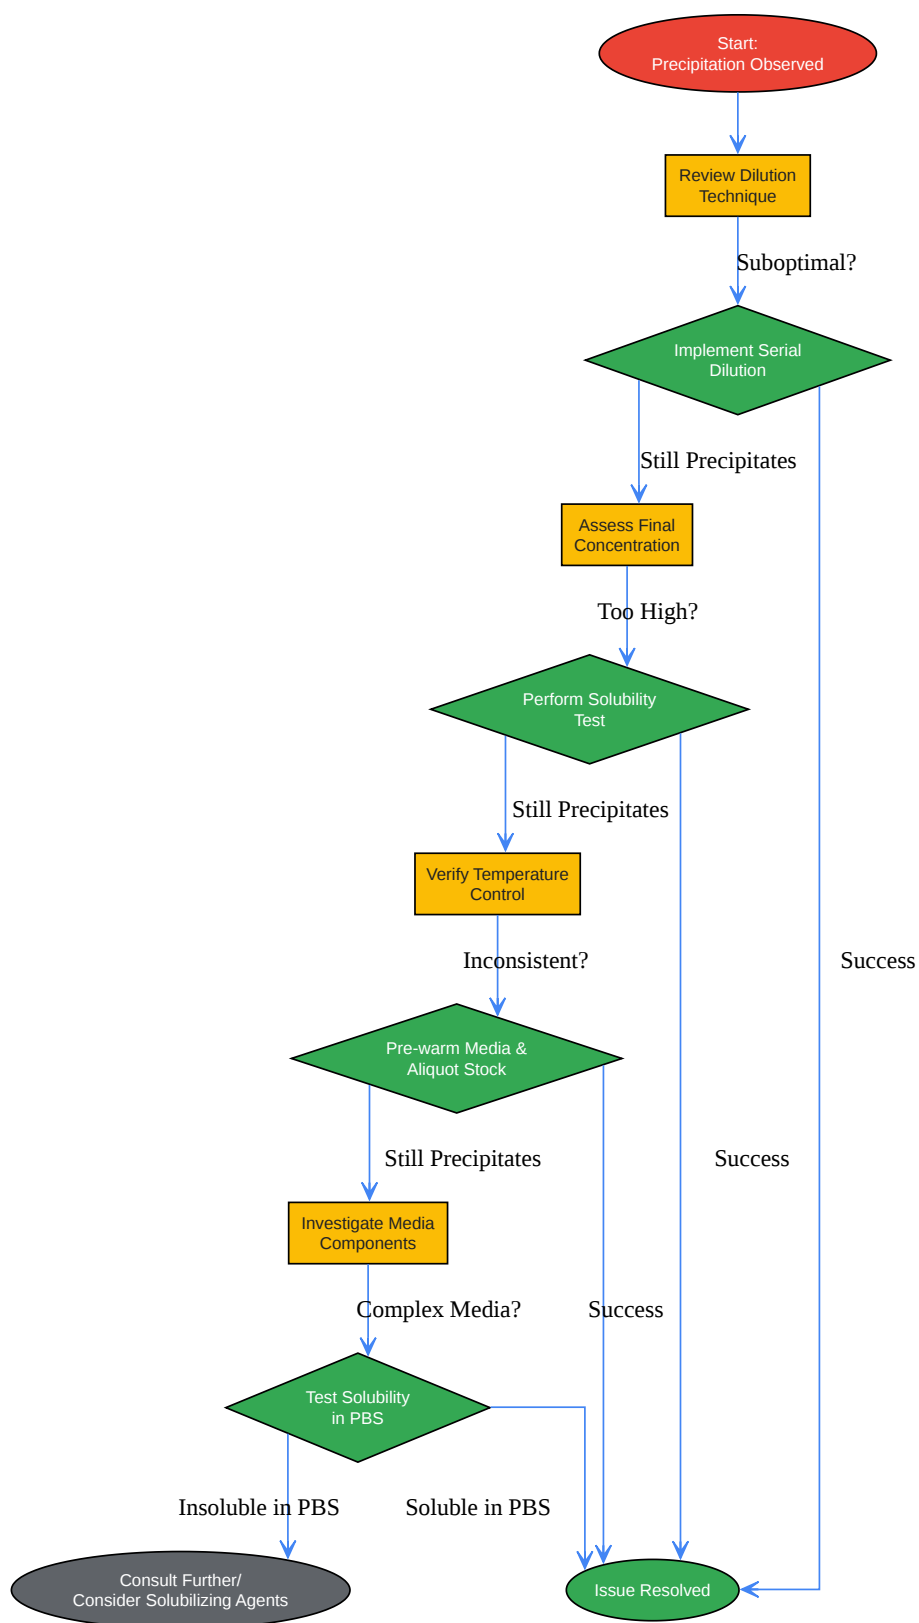 Start:
Precipitation Observed
Review Dilution
Technique
Suboptimal?
Implement Serial
Dilution
Still Precipitates
Assess Final
Concentration
Too High?
Perform Solubility
Test
Still Precipitates
Verify Temperature
Control
Inconsistent?
Success
Pre-warm Media &
Aliquot Stock
Still Precipitates
Success
Investigate Media
Components
Complex Media?
Success
Test Solubility
in PBS
Insoluble in PBS
Soluble in PBS
Consult Further/
Consider Solubilizing Agents
Issue Resolved